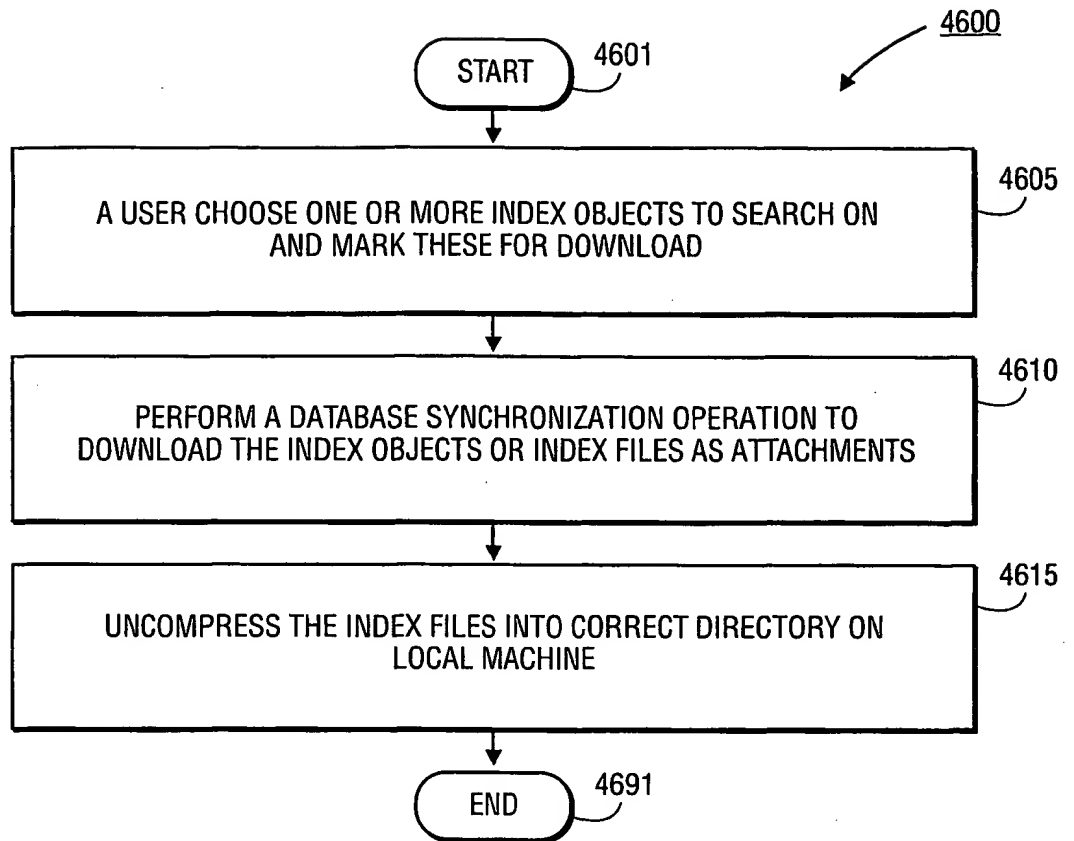 4600
START
4601
4605
A USER CHOOSE ONE OR MORE INDEX OBJECTS TO SEARCH ON
AND MARK THESE FOR DOWNLOAD
4610
PERFORM A DATABASE SYNCHRONIZATION OPERATION TO
DOWNLOAD THE INDEX OBJECTS OR INDEX FILES AS ATTACHMENTS
4615
UNCOMPRESS THE INDEX FILES INTO CORRECT DIRECTORY ON
LOCAL MACHINE
END
4691